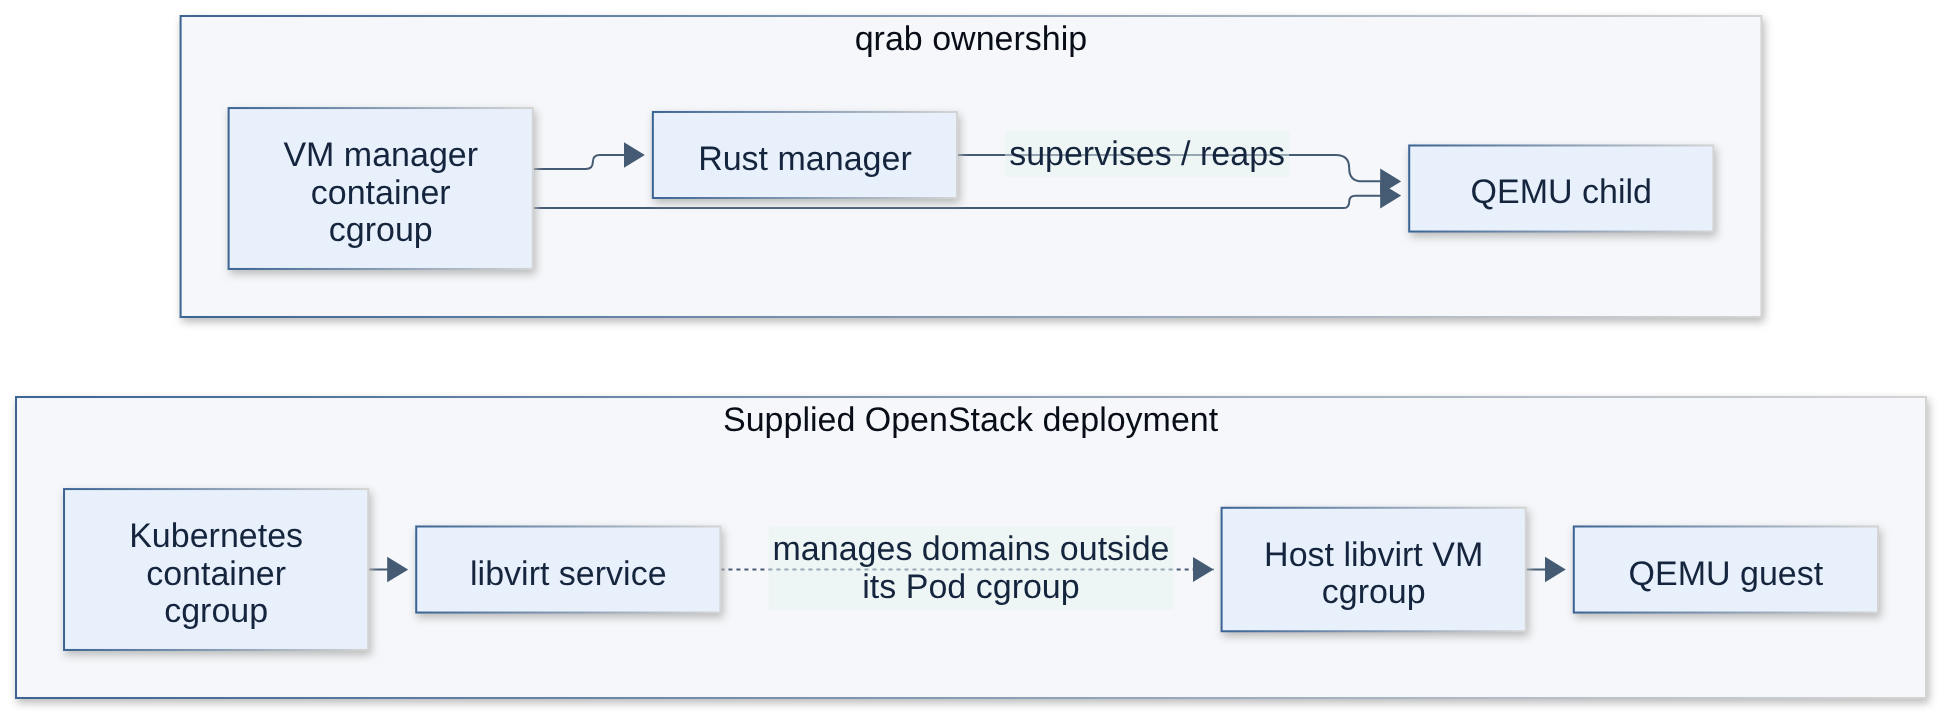 qrab ownership
VM manager
container
cgroup
Rust manager
supervises / reaps
QEMU child
Supplied OpenStack deployment
Kubernetes
container
cgroup
libvirt service
manages domains outside
its Pod cgroup
Host libvirt VM
cgroup
QEMU guest